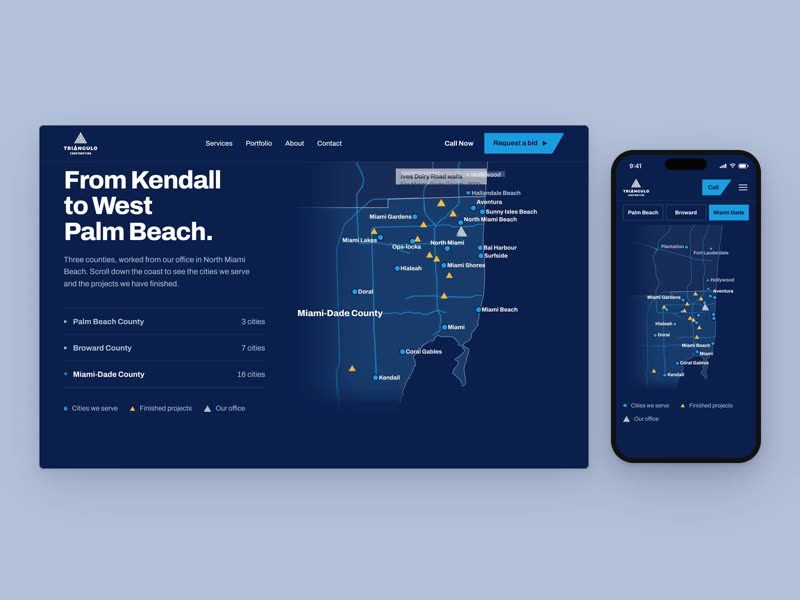 TRIÁNGULO
CONSTRUCTION
Services
Portfolio
About
Contact
Call Now
Request a bid
From Kendall
to West
Palm Beach.
Three counties, worked from our office in North Miami
Beach. Scroll down the coast to see the cities we serve
and the projects we have finished.
Palm Beach County 3 cities
Broward County 7 cities
Miami-Dade County 16 cities
Cities we serve
Finished projects
Our office
Ives Dairy Road walls
Hollywood
Hallandale Beach
Aventura
Sunny Isles Beach
Miami Gardens
North Miami Beach
Miami Lakes
Opa-locka
North Miami
Bal Harbour
Surfside
Hialeah
Miami Shores
Doral
Miami-Dade County
Miami Beach
Miami
Coral Gables
Kendall
9:41
TRIÁNGULO
CONSTRUCTION
Call
Palm Beach
Broward
Miami-Dade
Plantation
Fort Lauderdale
Hollywood
Aventura
Miami Gardens
Hialeah
Doral
Miami Beach
Miami
Coral Gables
Kendall
Cities we serve
Finished projects
Our office